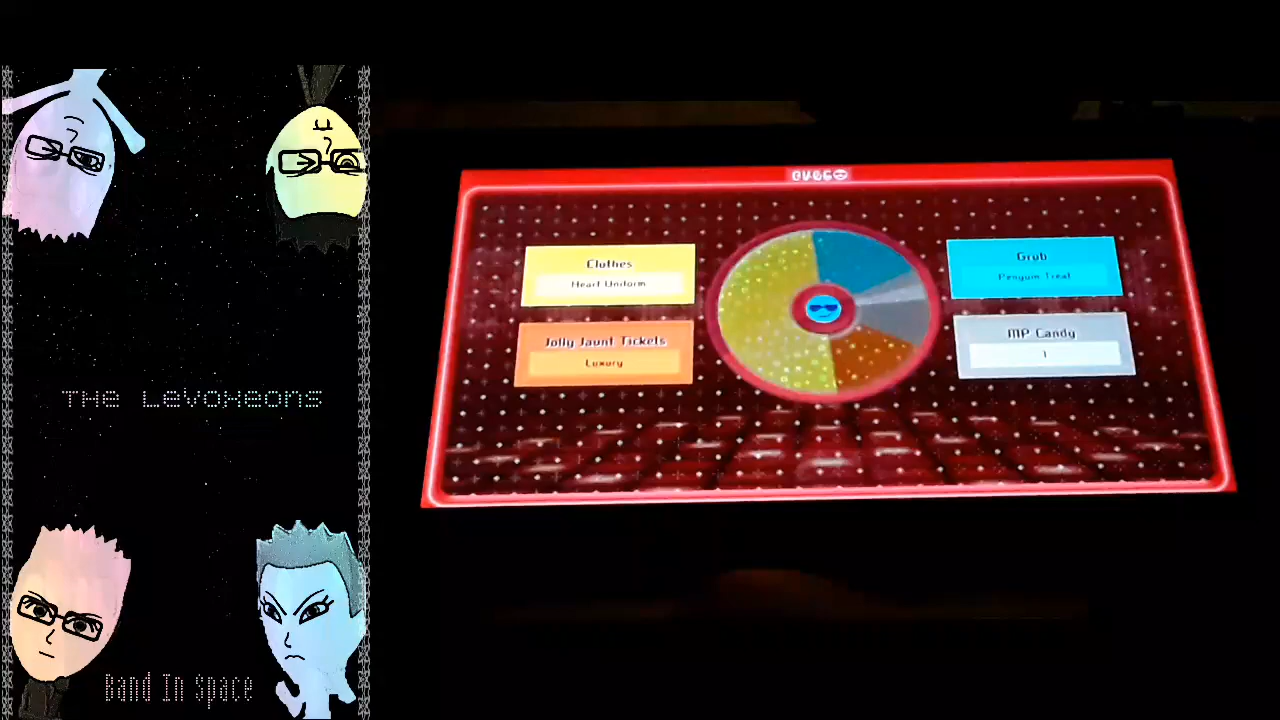 THE LEVOXEONS
Band In Space
Clothes
Heart Uniform
Jolly Jaunt Tickets
Luxury
Grub
Penguin Treat
MP Candy
1